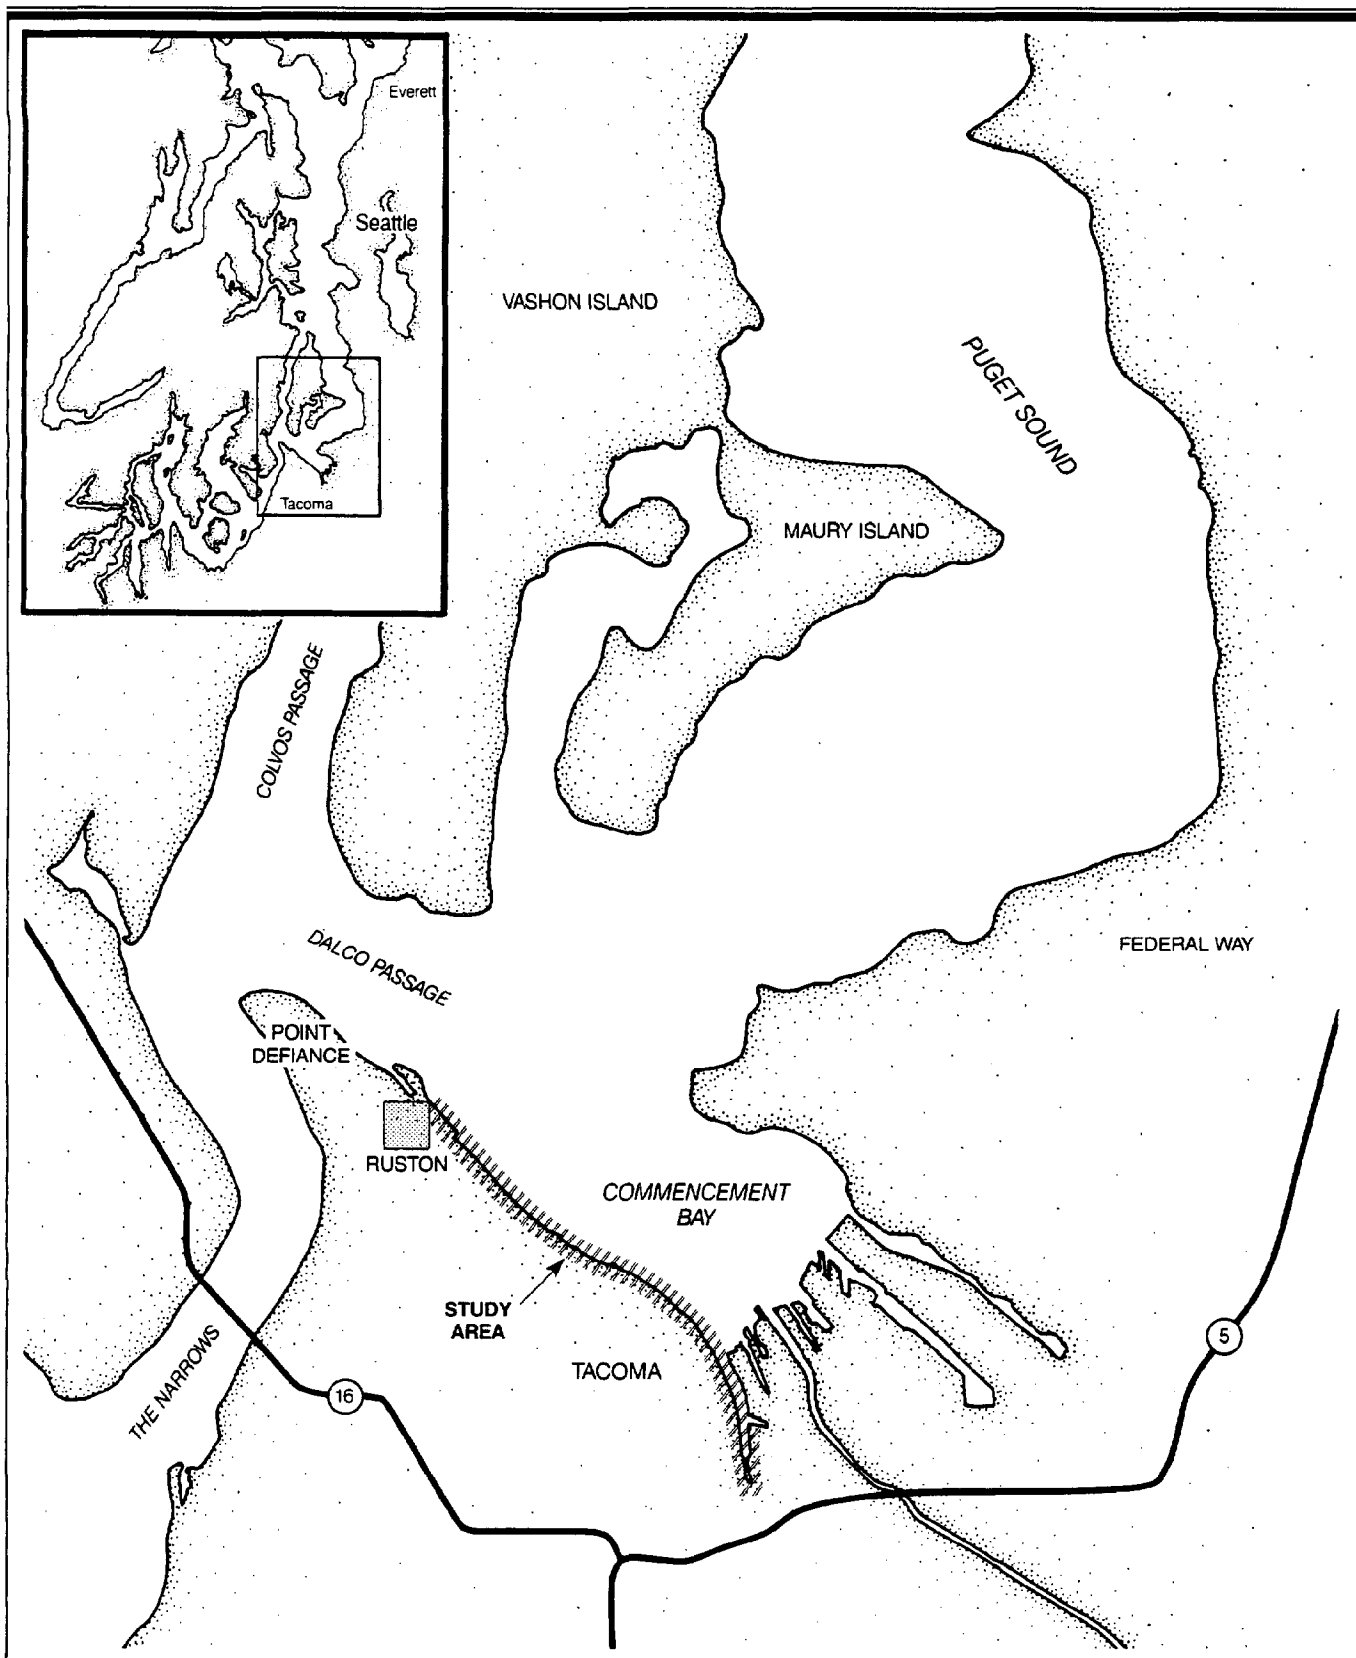 Everett
Seattle
Tacoma
VASHON ISLAND
PUGET SOUND
MAURY ISLAND
COLVOS PASSAGE
DALCO PASSAGE
FEDERAL WAY
POINT
DEFIANCE
RUSTON
COMMENCEMENT
BAY
STUDY
AREA
TACOMA
THE NARROWS
16
5